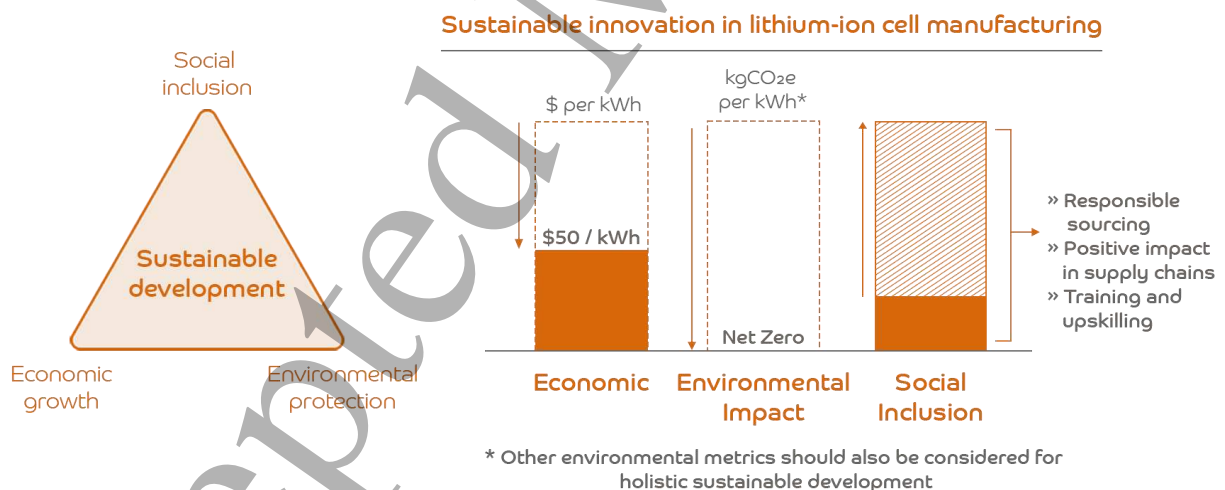 Sustainable innovation in lithium-ion cell manufacturing
Social
inclusion
Sustainable
development
Economic
growth
Environmental
protection
$ per kWh
kgCO₂e
per kWh*
$50 / kWh
Net Zero
Economic
Environmental
Impact
Social
Inclusion
» Responsible
sourcing
» Positive impact
in supply chains
» Training and
upskilling
* Other environmental metrics should also be considered for
holistic sustainable development
epted M